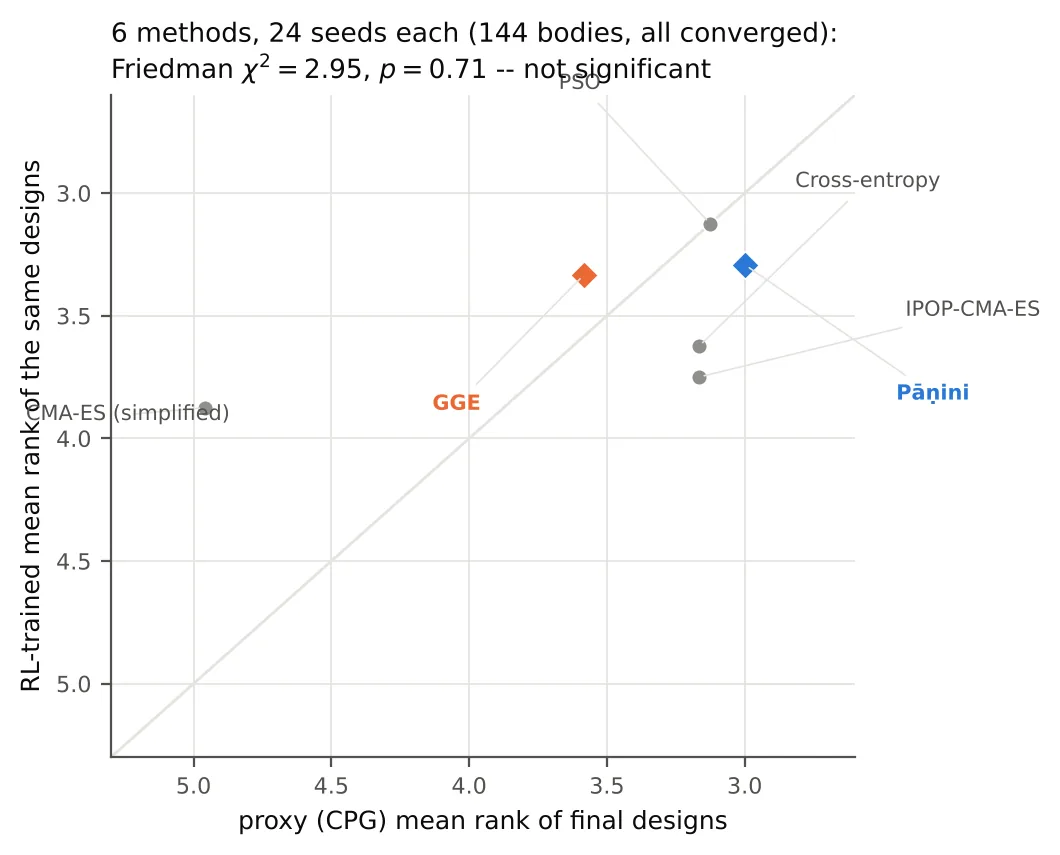 6 methods, 24 seeds each (144 bodies, all converged):
Friedman χ² = 2.95, p = 0.71 -- not significant
PSO
Cross-entropy
IPOP-CMA-ES
Pāṇini
GGE
CMA-ES (simplified)
RL-trained mean rank of the same designs
3.0
3.5
4.0
4.5
5.0
5.0 4.5 4.0 3.5 3.0
proxy (CPG) mean rank of final designs